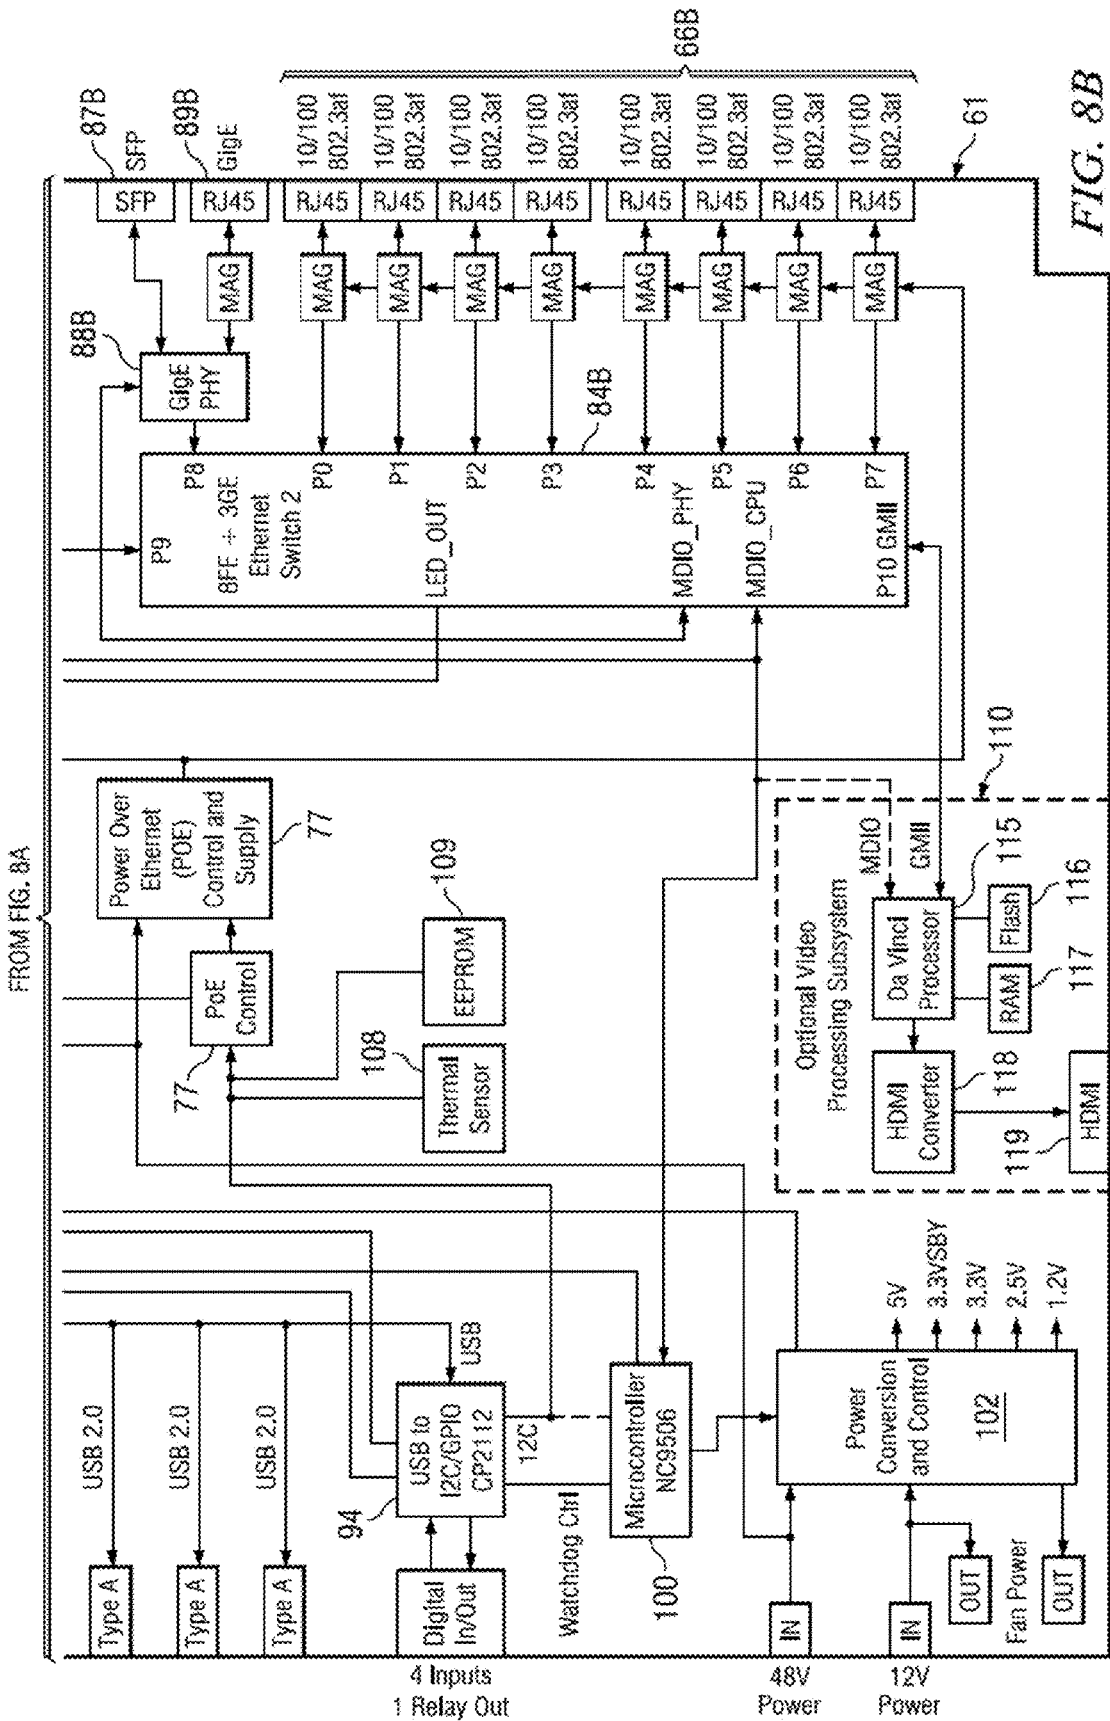 FROM FIG. 8A
USB 2.0
USB 2.0
USB 2.0
Type A
Type A
Type A
USB
USB to
I2C/GPIO
CP2112
94
12C
Digital
In/Out
4 Inputs
1 Relay Out
Watchdog Ctrl
Microcontroller
NC9506
100
48V
Power
IN
12V
Power
IN
OUT
Fan Power
OUT
Power
Conversion
and Control
102
5V
3.3VSBY
3.3V
2.5V
1.2V
Power Over
Ethernet
(POE)
Control and
Supply
77
PoE
Control
77
108
Thermal
Sensor
109
EEPROM
Optional Video
Processing Subsystem
110
MDIO
GMII
Da Vinci
Processor
115
Flash
116
RAM
117
HDMI
Converter
118
119
HDMI
P9
8FE + 3GE
Ethernet
Switch 2
LED_OUT
MDIO_PHY
MDIO_CPU
P10 GMII
P8
P0
P1
P2
P3
P4
P5
P6
P7
84B
88B
GigE
PHY
MAG
MAG
MAG
MAG
MAG
MAG
MAG
MAG
MAG
SFP
RJ45
RJ45
RJ45
RJ45
RJ45
RJ45
RJ45
RJ45
RJ45
87B
SFP
89B
GigE
10/100
802.3af
10/100
802.3af
10/100
802.3af
10/100
802.3af
10/100
802.3af
10/100
802.3af
10/100
802.3af
10/100
802.3af
66B
61
FIG. 8B